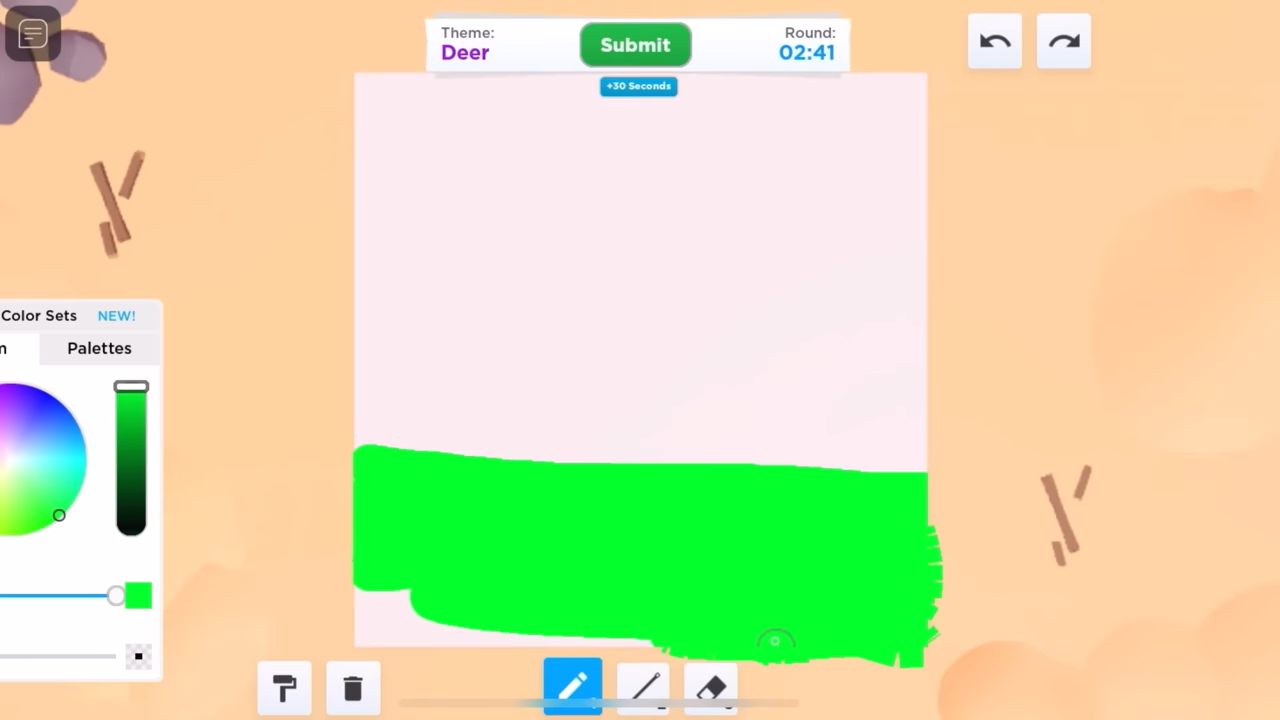 Theme:
Deer
Submit
Round:
02:41
+30 Seconds
Color Sets NEW!
Palettes